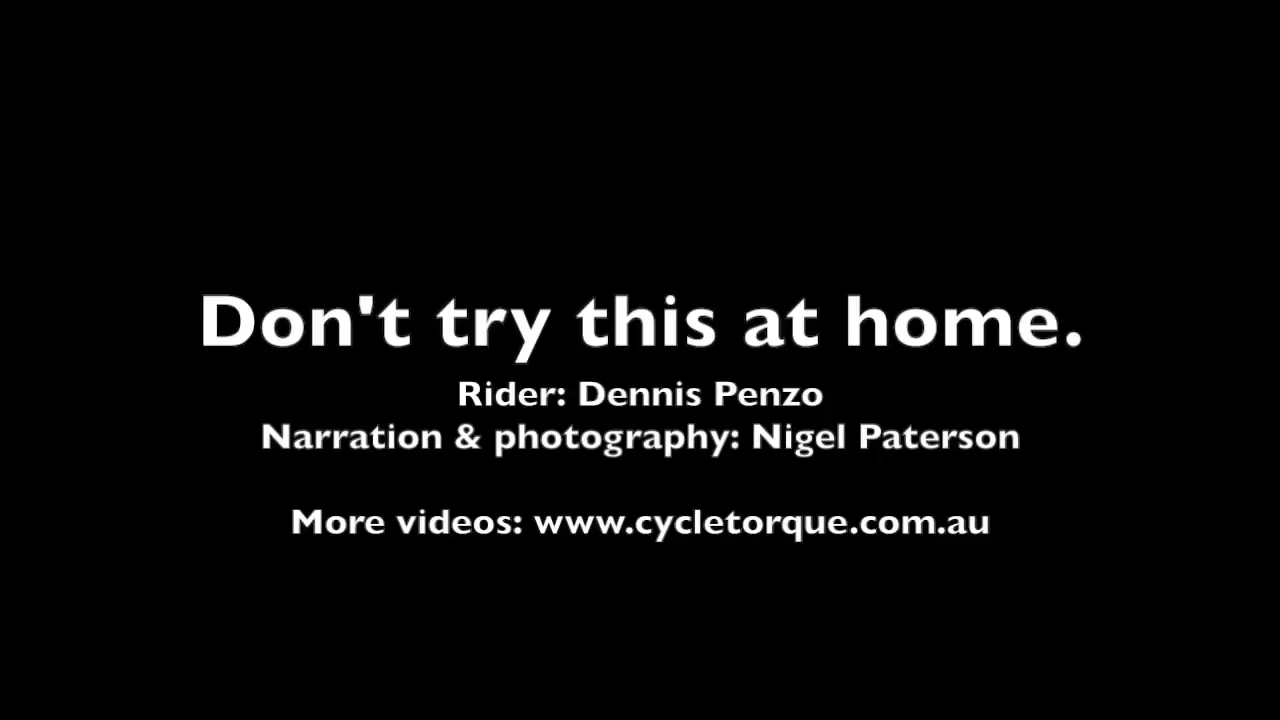 Don't try this at home.
Rider: Dennis Penzo
Narration & photography: Nigel Paterson
More videos: www.cycletorque.com.au